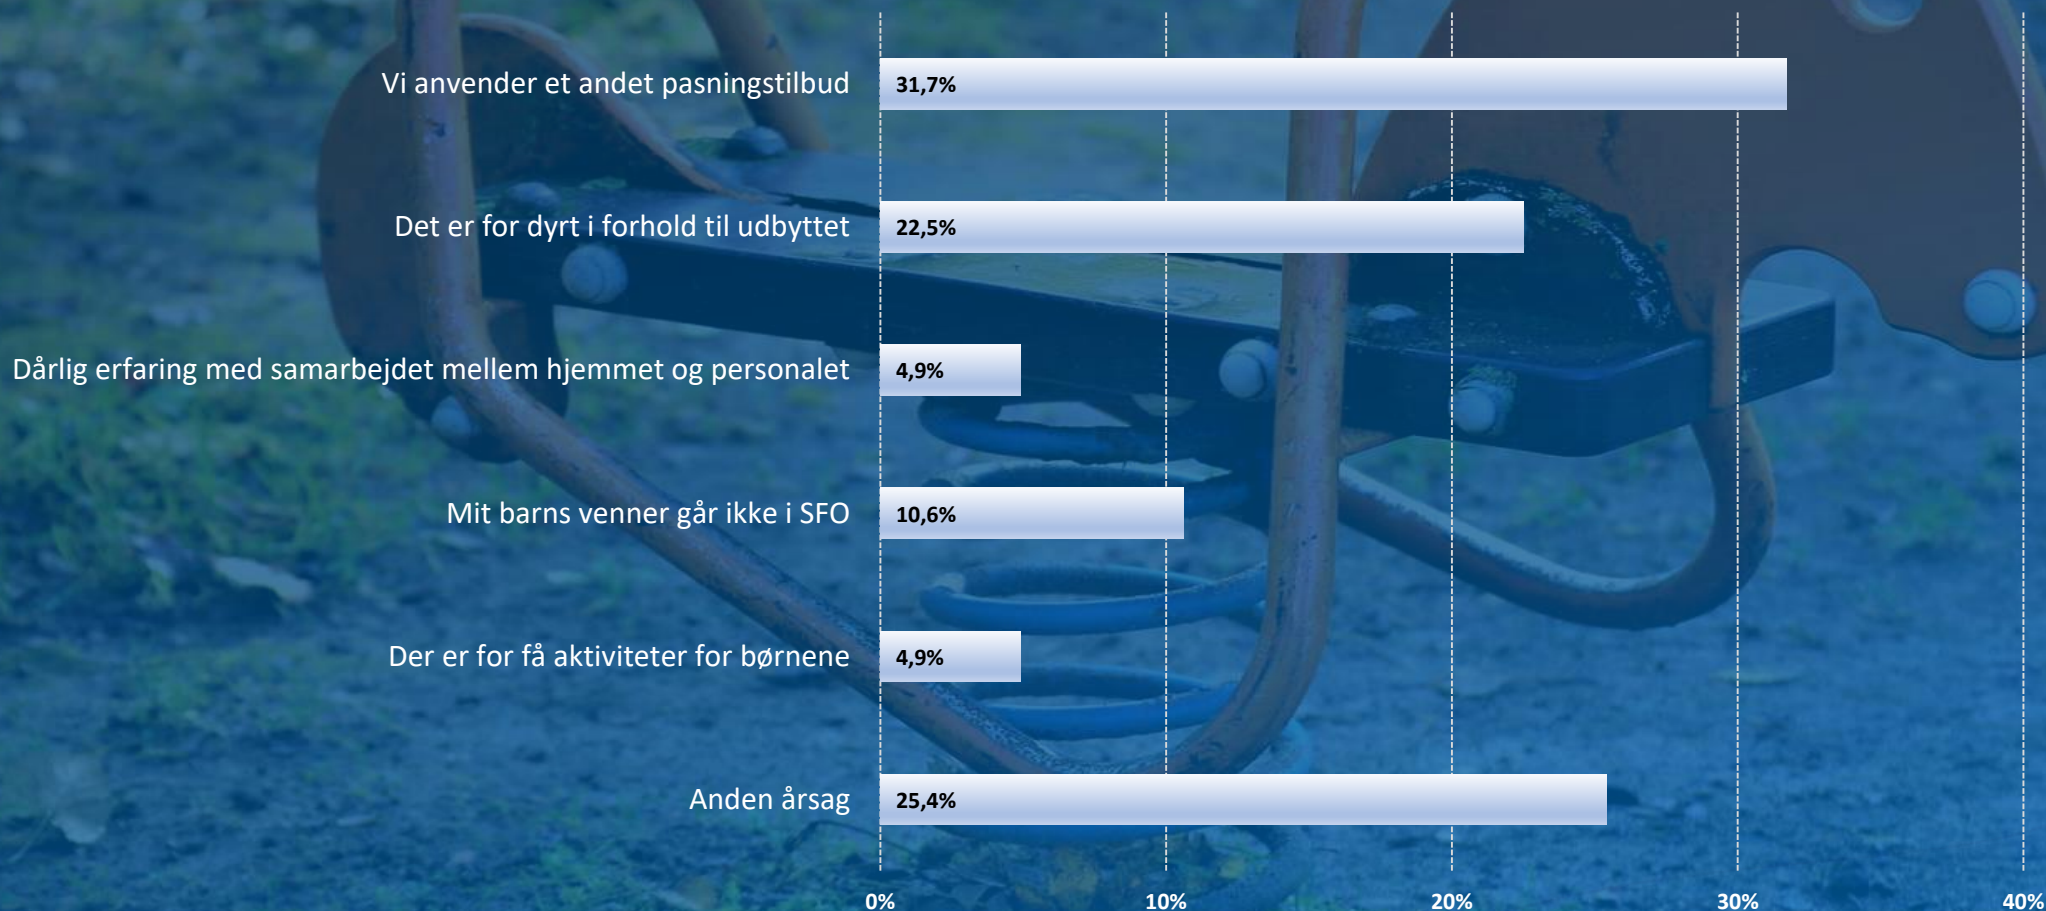 Vi anvender et andet pasningstilbud 31,7%
Det er for dyrt i forhold til udbyttet 22,5%
Dårlig erfaring med samarbejdet mellem hjemmet og personalet 4,9%
Mit barns venner går ikke i SFO 10,6%
Der er for få aktiviteter for børnene 4,9%
Anden årsag 25,4%
0% 10% 20% 30% 40%